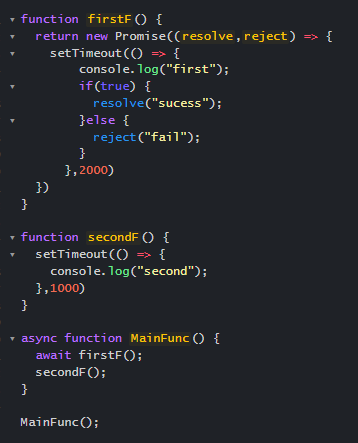 function firstF() {
return new Promise((resolve,reject) => {
setTimeout(() => {
console.log("first");
if(true) {
resolve("sucess");
}else {
reject("fail");
}
},2000)
})
}
function secondF() {
setTimeout(() => {
console.log("second");
},1000)
}
async function MainFunc() {
await firstF();
secondF();
}
MainFunc();